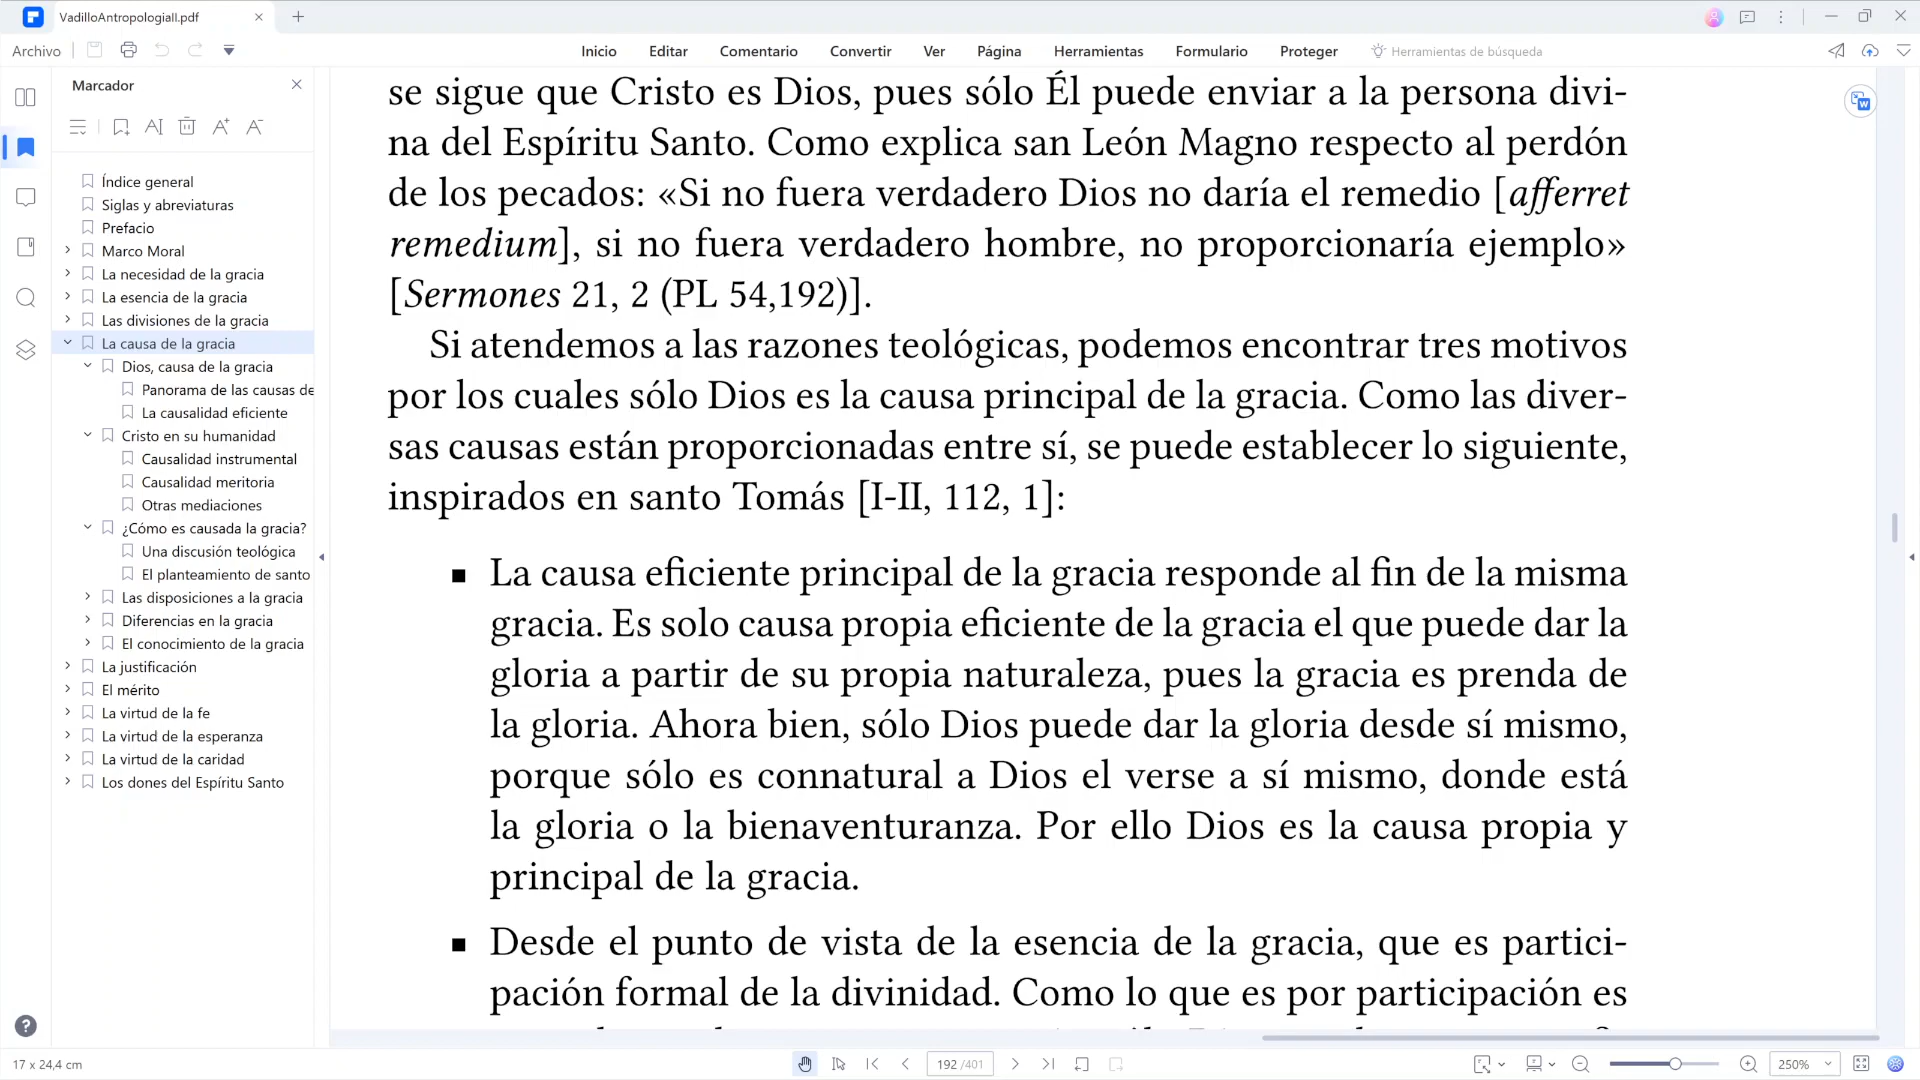 VadilloAntropologiaII.pdf
Archivo
Inicio
Editar
Comentario
Convertir
Ver
Página
Herramientas
Formulario
Proteger
Herramientas de búsqueda
Marcador
Índice general
Siglas y abreviaturas
Prefacio
Marco Moral
La necesidad de la gracia
La esencia de la gracia
Las divisiones de la gracia
La causa de la gracia
Dios, causa de la gracia
Panorama de las causas de
La causalidad eficiente
Cristo en su humanidad
Causalidad instrumental
Causalidad meritoria
Otras mediaciones
¿Cómo es causada la gracia?
Una discusión teológica
El planteamiento de santo
Las disposiciones a la gracia
Diferencias en la gracia
El conocimiento de la gracia
La justificación
El mérito
La virtud de la fe
La virtud de la esperanza
La virtud de la caridad
Los dones del Espíritu Santo
se sigue que Cristo es Dios, pues sólo Él puede enviar a la persona divi-
na del Espíritu Santo. Como explica san León Magno respecto al perdón
de los pecados: «Si no fuera verdadero Dios no daría el remedio [afferret
remedium], si no fuera verdadero hombre, no proporcionaría ejemplo»
[Sermones 21, 2 (PL 54,192)].
Si atendemos a las razones teológicas, podemos encontrar tres motivos
por los cuales sólo Dios es la causa principal de la gracia. Como las diver-
sas causas están proporcionadas entre sí, se puede establecer lo siguiente,
inspirados en santo Tomás [I-II, 112, 1]:
▪ La causa eficiente principal de la gracia responde al fin de la misma
gracia. Es solo causa propia eficiente de la gracia el que puede dar la
gloria a partir de su propia naturaleza, pues la gracia es prenda de
la gloria. Ahora bien, sólo Dios puede dar la gloria desde sí mismo,
porque sólo es connatural a Dios el verse a sí mismo, donde está
la gloria o la bienaventuranza. Por ello Dios es la causa propia y
principal de la gracia.
▪ Desde el punto de vista de la esencia de la gracia, que es partici-
pación formal de la divinidad. Como lo que es por participación es
17 x 24,4 cm
192 /401
250%